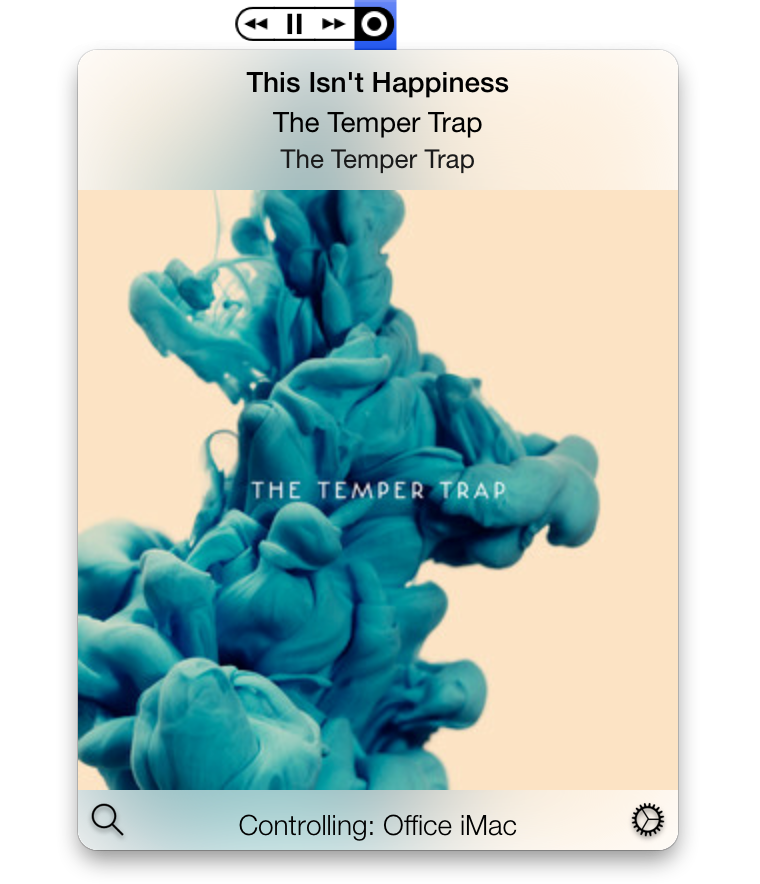 This Isn't Happiness
The Temper Trap
The Temper Trap
THE TEMPER TRAP
Controlling: Office iMac